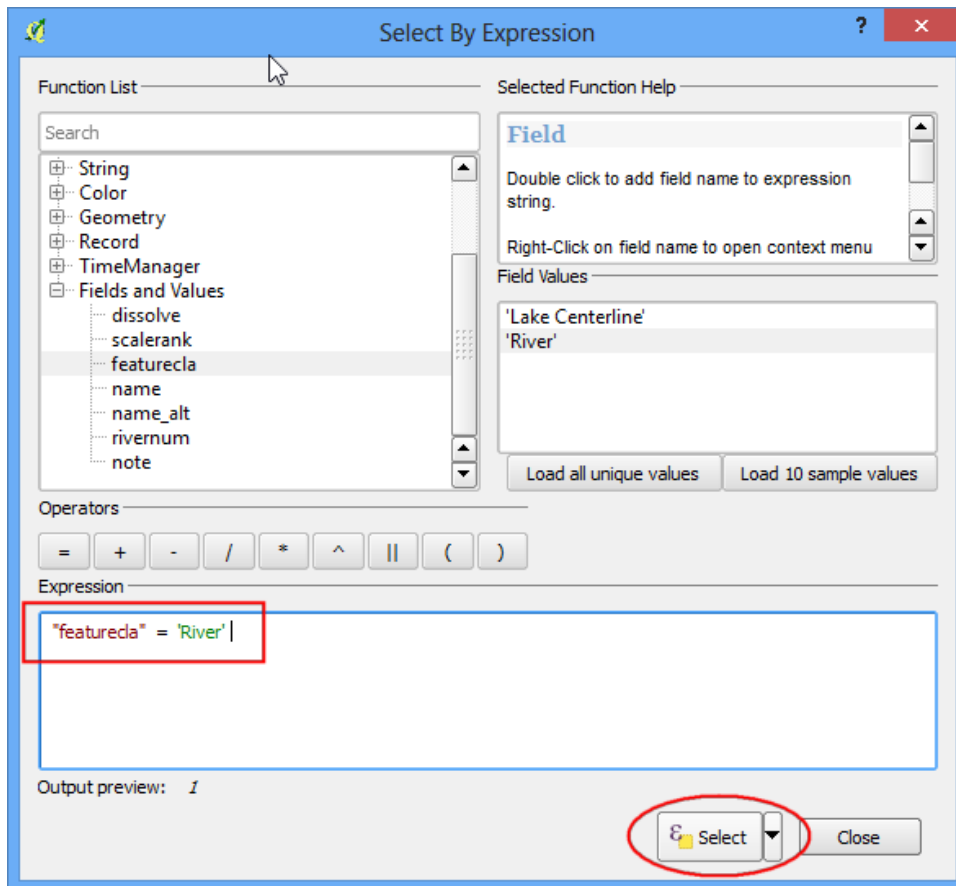 Select By Expression
?
Function List
Search
String
Color
Geometry
Record
TimeManager
Fields and Values
dissolve
scalerank
featurecla
name
name_alt
rivernum
note
Selected Function Help
Field
Double click to add field name to expression
string.
Right-Click on field name to open context menu
Field Values
'Lake Centerline'
'River'
Load all unique values
Load 10 sample values
Operators
= + - / * ^ || ( )
Expression
"featurecla" = 'River'
Output preview: 1
ε Select
Close